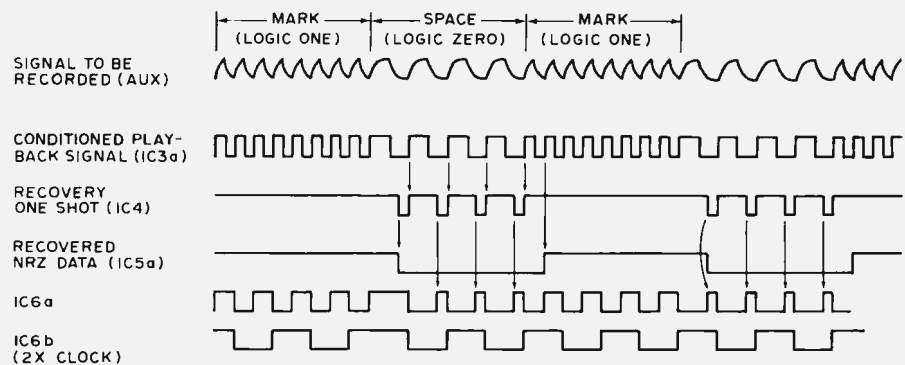 MARK SPACE MARK
(LOGIC ONE) (LOGIC ZERO) (LOGIC ONE)
SIGNAL TO BE
RECORDED (AUX)
CONDITIONED PLAY-
BACK SIGNAL (IC3a)
RECOVERY
ONE SHOT (IC4)
RECOVERED
NRZ DATA (IC5a)
IC6a
IC6b
(2X CLOCK)